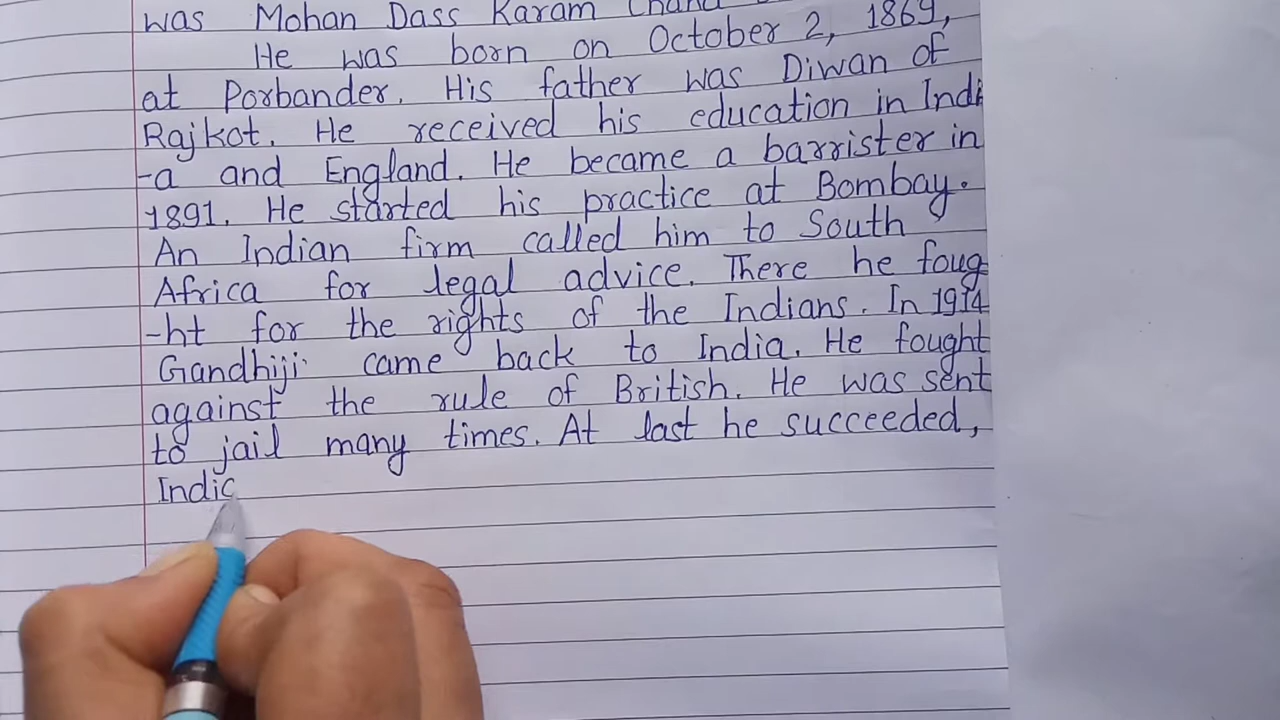 was Mohan Dass Karam Chand
He was born on October 2, 1869,
at Porbander. His father was Diwan of
Rajkot. He received his education in Indi
-a and England. He became a barrister in
1891. He started his practice at Bombay.
An Indian firm called him to South
Africa for legal advice. There he foug
-ht for the rights of the Indians. In 1914
Gandhiji came back to India. He fought
against the rule of British. He was sent
to jail many times. At last he succeeded,
Indi